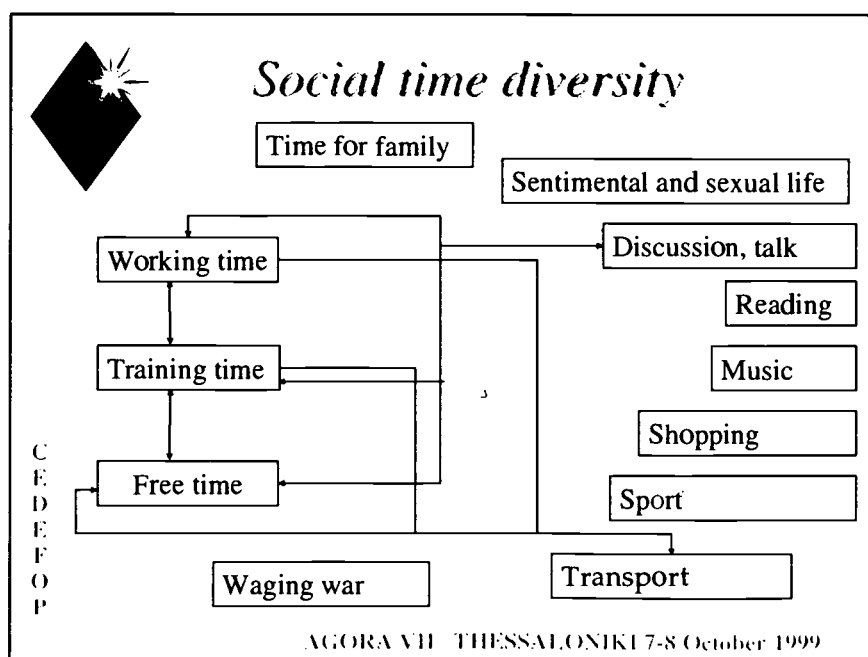 Social time diversity
Time for family
Sentimental and sexual life
Working time
Discussion, talk
Reading
Training time
Music
Shopping
Free time
Sport
Waging war
Transport
CEDEFOP
AGORA VII THESSALONIKI 7-8 October 1999